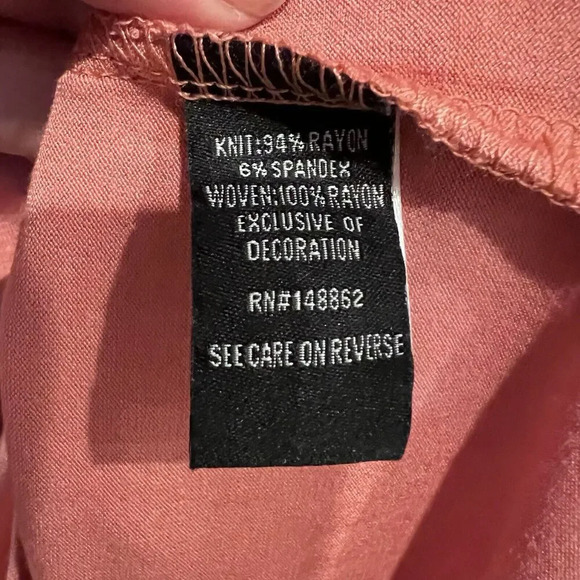 KNIT:94% RAYON
6% SPANDEX
WOVEN:100% RAYON
EXCLUSIVE OF
DECORATION
RN#148862
SEE CARE ON REVERSE